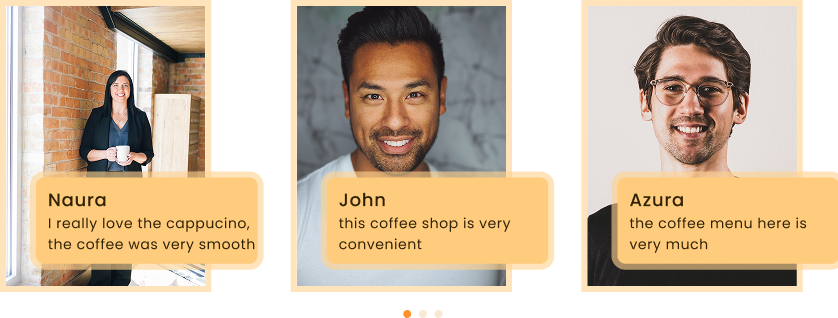 Naura
I really love the cappucino,
the coffee was very smooth
John
this coffee shop is very
convenient
Azura
the coffee menu here is
very much